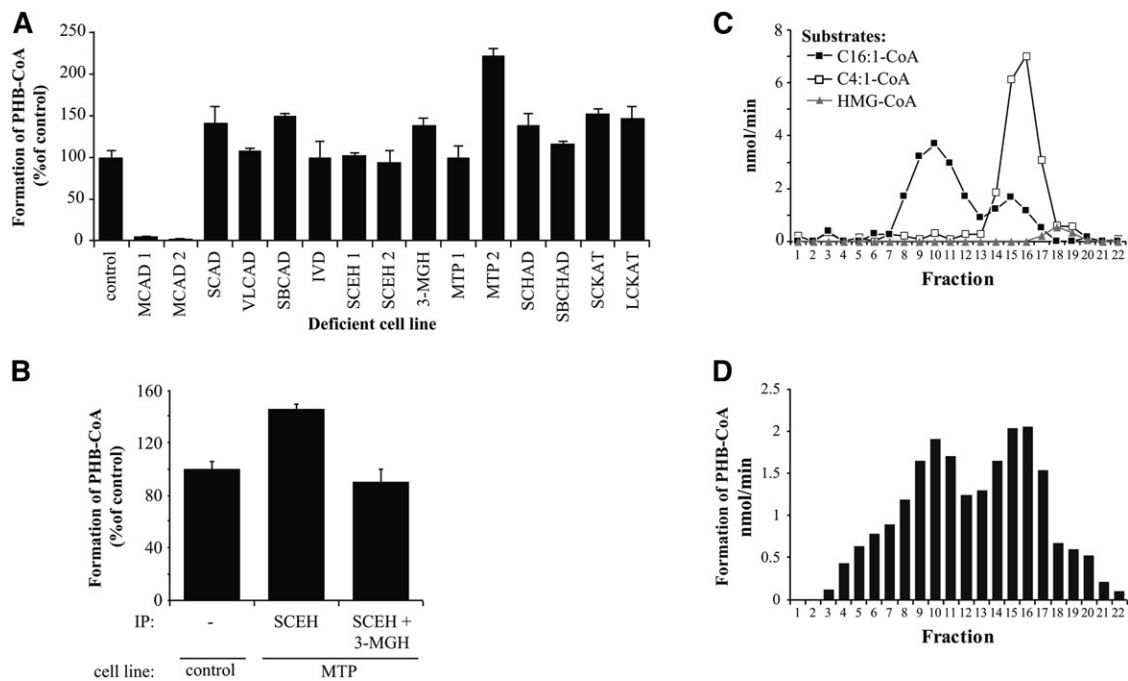 A
Formation of PHB-CoA
(%of control)
250
200
150
100
50
0
control
MCAD 1
MCAD 2
SCAD
VLCAD
SBCAD
IVD
SCEH 1
SCEH 2
3-MGH
MTP 1
MTP 2
SCHAD
SBCHAD
SCKAT
LCKAT
Deficient cell line
B
Formation of PHB-CoA
(%of control)
160
120
80
40
0
IP:
-
SCEH
SCEH +
3-MGH
cell line:
control
MTP
C
Substrates:
C16:1-CoA
C4:1-CoA
HMG-CoA
nmol/min
8
6
4
2
0
1 2 3 4 5 6 7 8 9 10 11 12 13 14 15 16 17 18 19 20 21 22
Fraction
D
Formation of PHB-CoA
nmol/min
2.5
2
1.5
1
0.5
0
1 2 3 4 5 6 7 8 9 10 11 12 13 14 15 16 17 18 19 20 21 22
Fraction